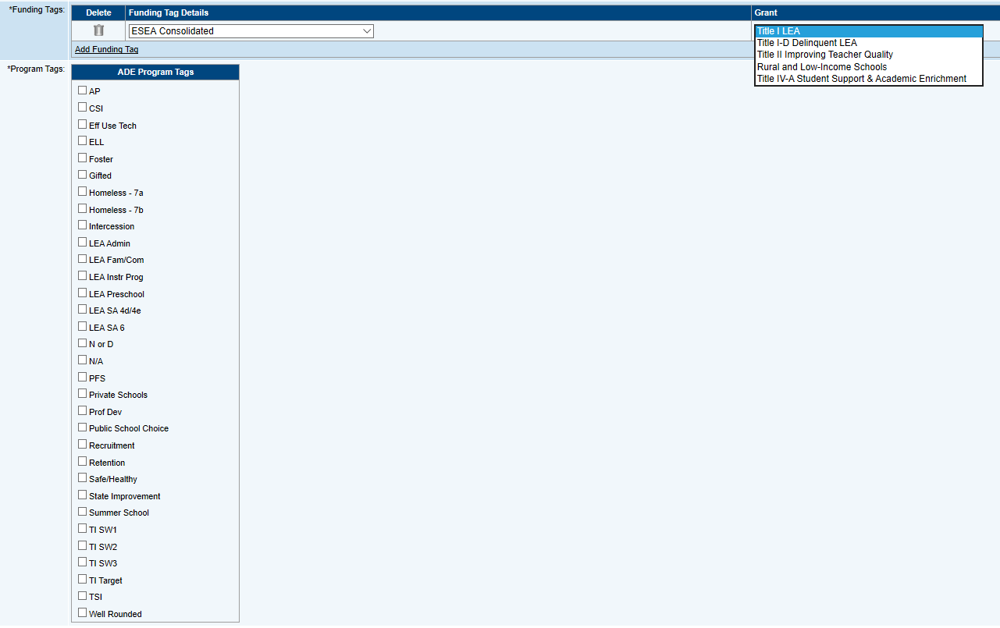 *Funding Tags:
Delete
Funding Tag Details
Grant
ESEA Consolidated
Title I LEA
Title I-D Delinquent LEA
Title II Improving Teacher Quality
Rural and Low-Income Schools
Title IV-A Student Support & Academic Enrichment
Add Funding Tag
*Program Tags:
ADE Program Tags
AP
CSI
Eff Use Tech
ELL
Foster
Gifted
Homeless - 7a
Homeless - 7b
Intercession
LEA Admin
LEA Fam/Com
LEA Instr Prog
LEA Preschool
LEA SA 4d/4e
LEA SA 6
N or D
N/A
PFS
Private Schools
Prof Dev
Public School Choice
Recruitment
Retention
Safe/Healthy
State Improvement
Summer School
TI SW1
TI SW2
TI SW3
TI Target
TSI
Well Rounded